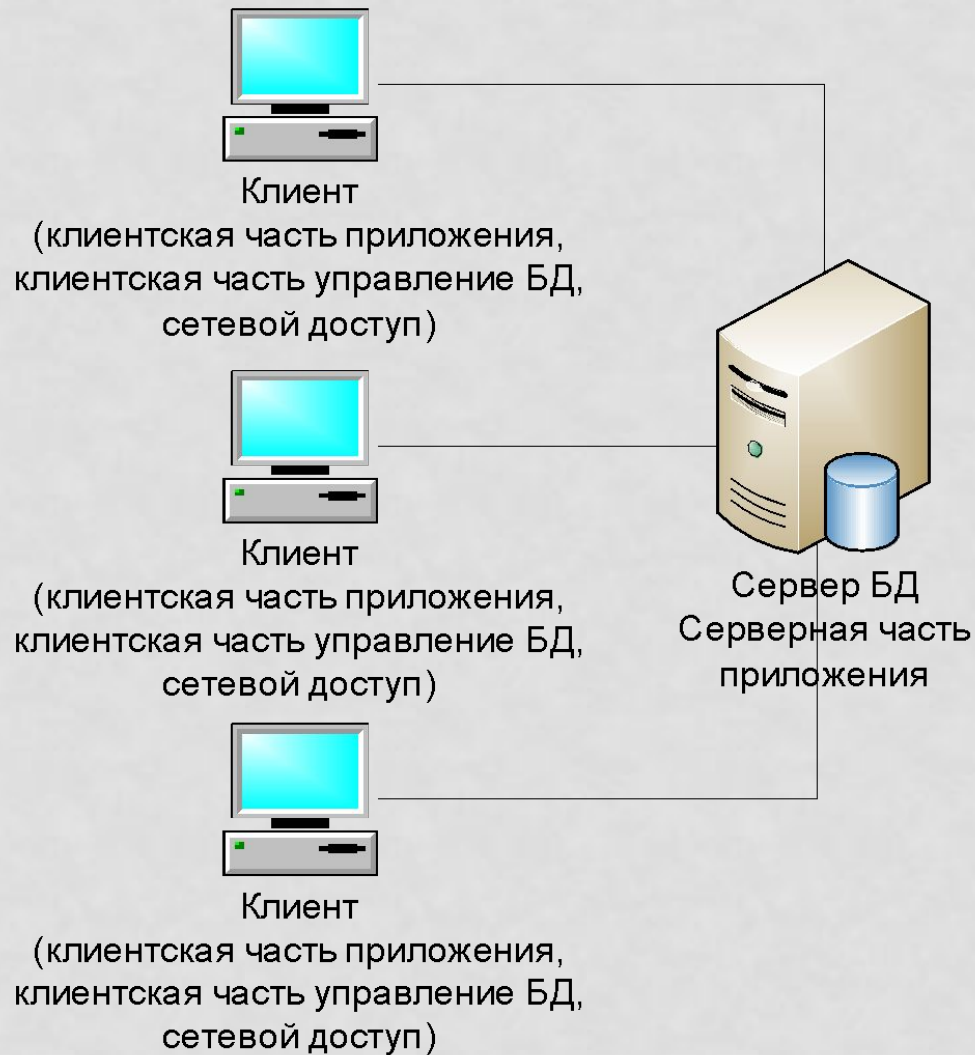 Клиент
(клиентская часть приложения,
клиентская часть управление БД,
сетевой доступ)
Клиент
(клиентская часть приложения,
клиентская часть управление БД,
сетевой доступ)
Сервер БД
Серверная часть
приложения
Клиент
(клиентская часть приложения,
клиентская часть управление БД,
сетевой доступ)